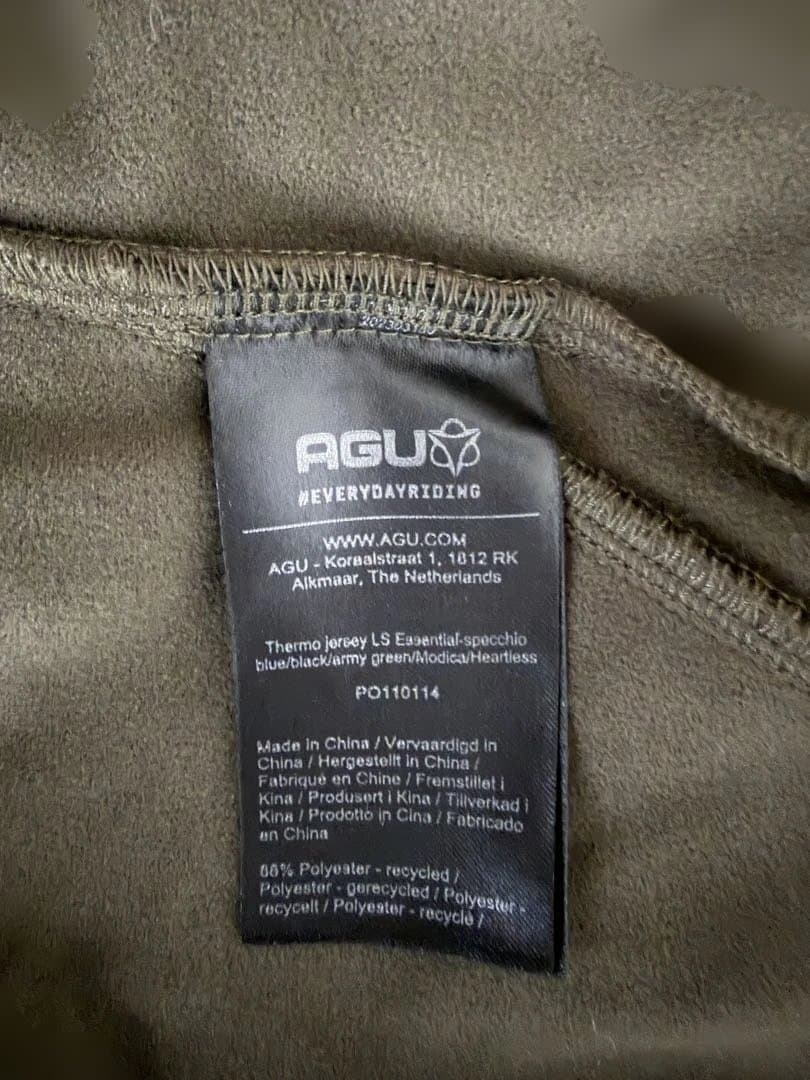 AGU
#EVERYDAYRIDING
WWW.AGU.COM
AGU - Koraalstraat 1, 1812 RK
Alkmaar, The Netherlands
Thermo jersey LS Essential-specchio
blue/black/army green/Modica/Heartless
PO110114
Made in China / Vervaardigd in
China / Hergestellt in China /
Fabriqué en Chine / Fremstillet i
Kina / Produsert i Kina / Tillverkad i
Kina / Prodotto in Cina / Fabricado
en China
Polyester - recycled /
Polyester - gerecycled / Polyester -
recycelt / Polyester - recycle /